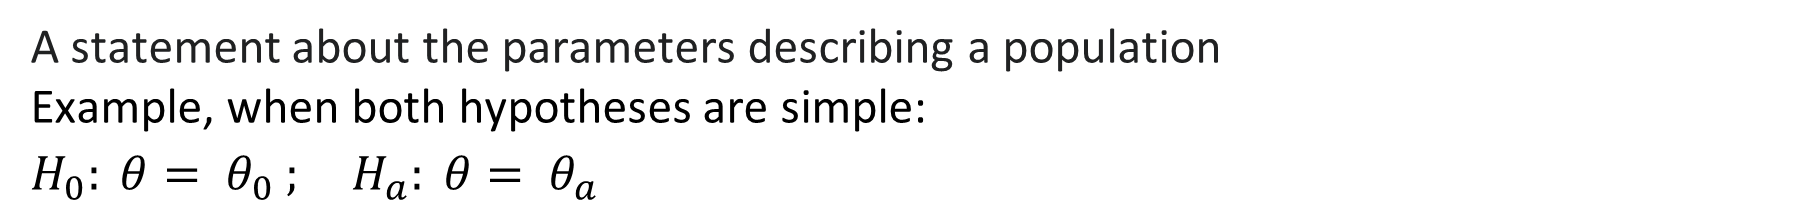 A statement about the parameters describing a population
Example, when both hypotheses are simple:
𝐻₀: 𝜃 = 𝜃₀ ; 𝐻ₐ: 𝜃 = 𝜃ₐ